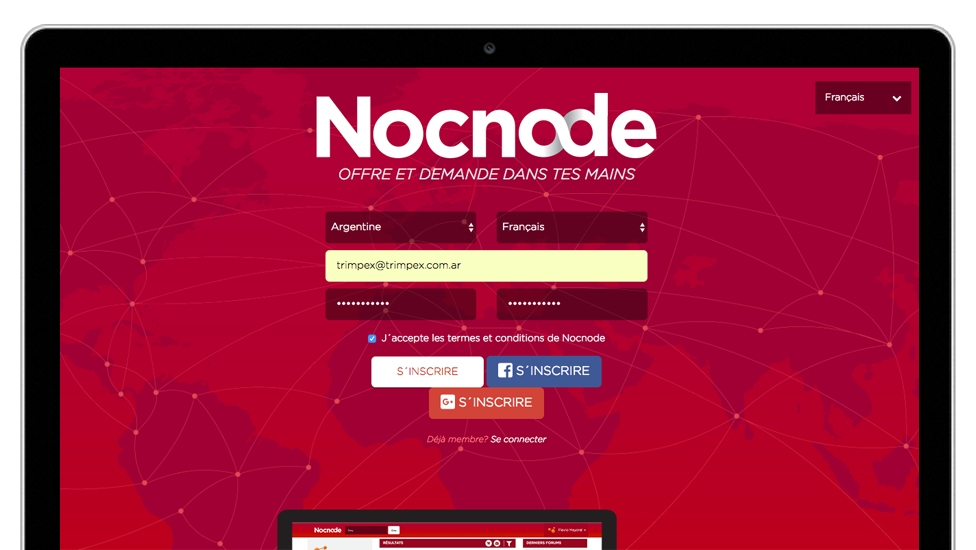 Français
Nocnode
OFFRE ET DEMANDE DANS TES MAINS
Argentine Français
trimpex@trimpex.com.ar
••••••••••• •••••••••••
J´accepte les termes et conditions de Nocnode
S´INSCRIRE S´INSCRIRE
G+ S´INSCRIRE
Déjà membre? Se connecter
Nocnode
RÉSULTATS DERNIERS FORUMS